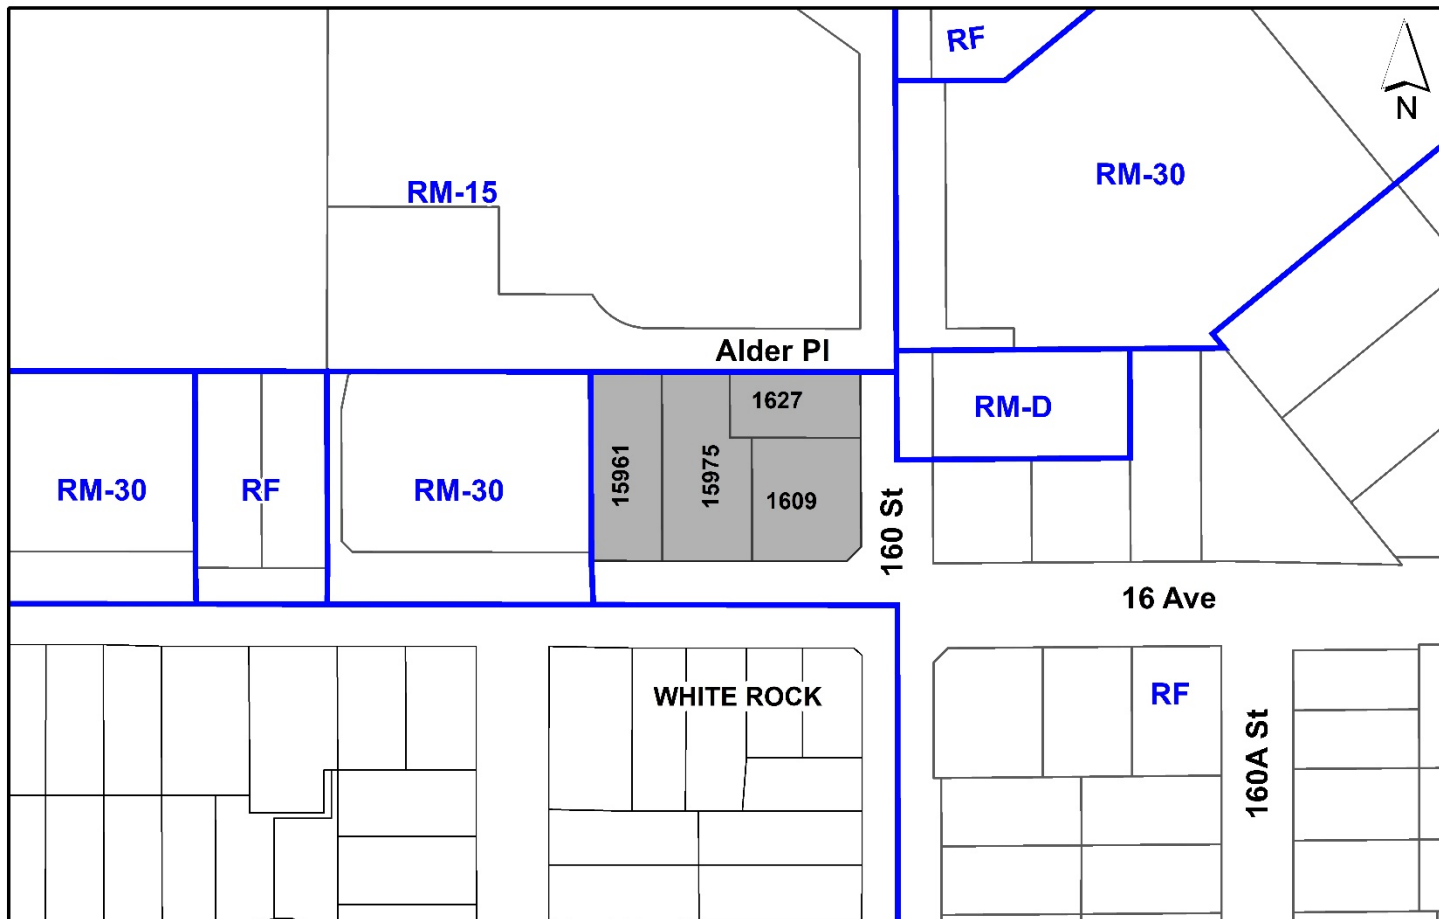 RF
N
RM-15
RM-30
Alder Pl
1627
RM-D
RM-30
RF
RM-30
15961
15975
1609
160 St
16 Ave
WHITE ROCK
RF
160A St